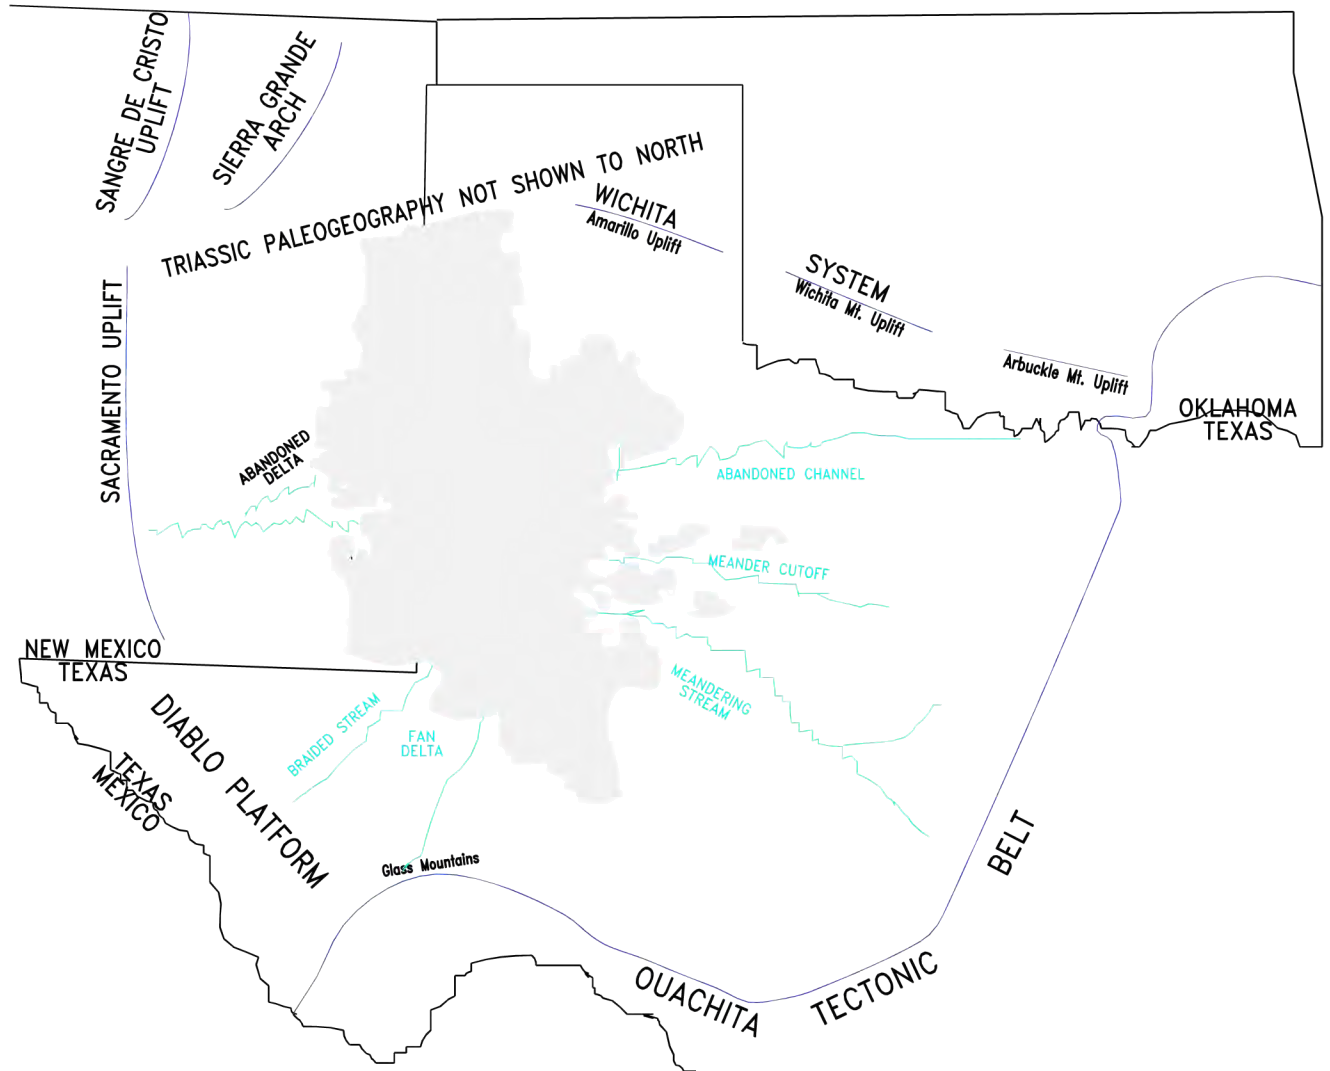 SANGRE DE CRISTO
UPLIFT
SIERRA GRANDE
ARCH
TRIASSIC PALEOGEOGRAPHY NOT SHOWN TO NORTH
WICHITA
Amarillo Uplift
SYSTEM
Wichita Mt. Uplift
Arbuckle Mt. Uplift
OKLAHOMA
TEXAS
SACRAMENTO UPLIFT
ABANDONED
DELTA
ABANDONED CHANNEL
MEANDER CUTOFF
MEANDERING
STREAM
NEW MEXICO
TEXAS
DIABLO PLATFORM
BRAIDED STREAM
FAN
DELTA
TEXAS
MEXICO
Glass Mountains
OUACHITA
TECTONIC
BELT